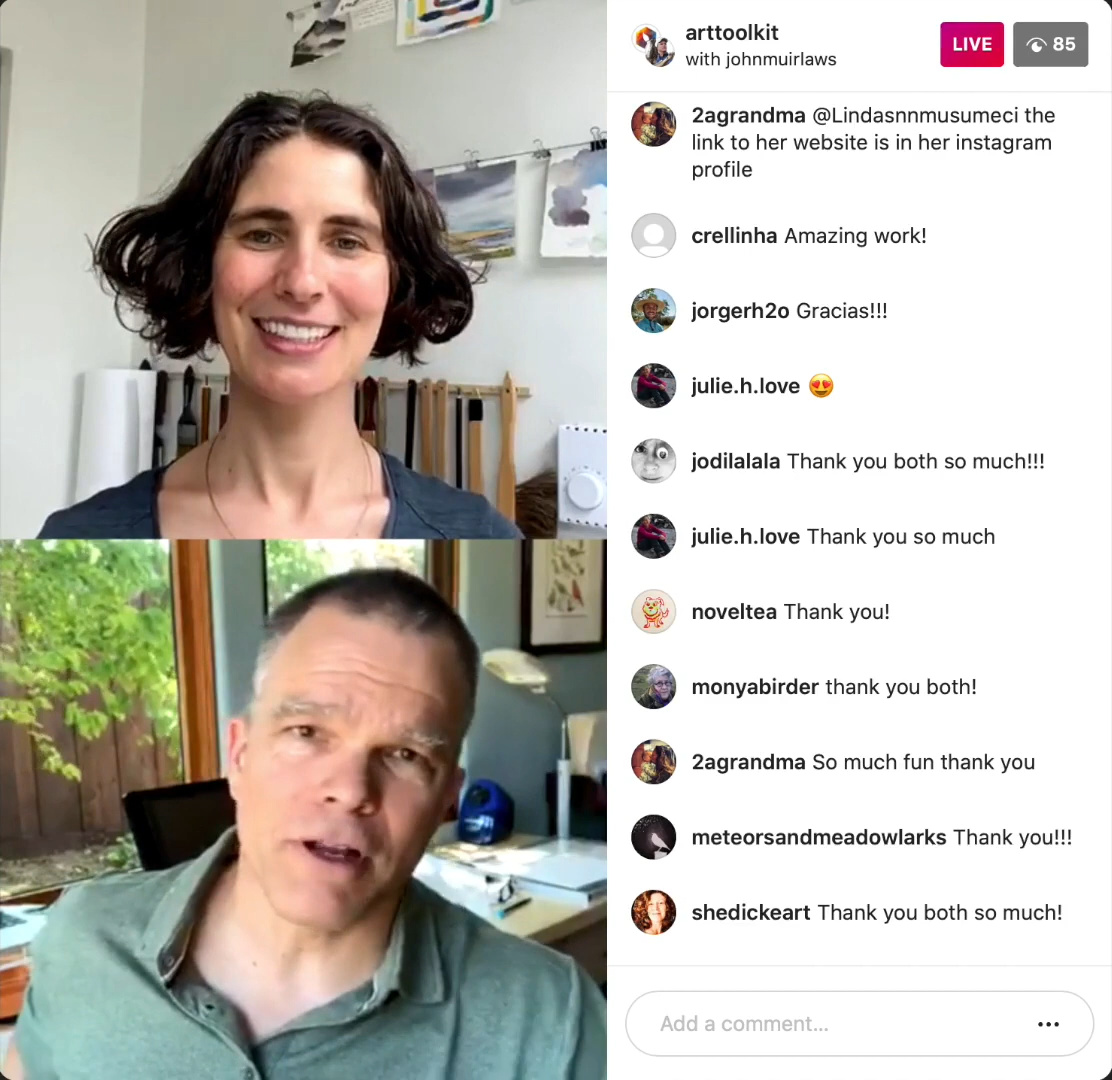 arttoolkit
with johnmuirlaws
LIVE
85
2agrandma @Lindasnnmusumeci the
link to her website is in her instagram
profile
crellinha Amazing work!
jorgerh2o Gracias!!!
julie.h.love 😍
jodilalala Thank you both so much!!!
julie.h.love Thank you so much
noveltea Thank you!
monyabirder thank you both!
2agrandma So much fun thank you
meteorsandmeadowlarks Thank you!!!
shedickeart Thank you both so much!
Add a comment...